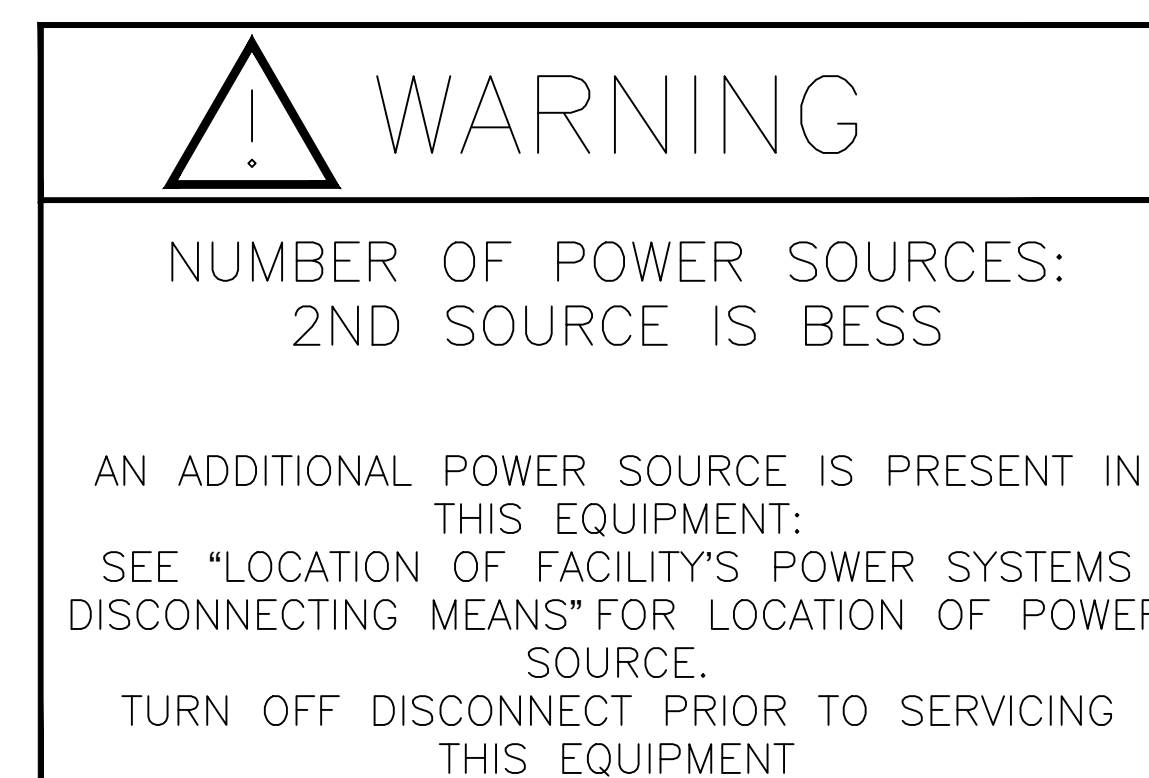 WARNING
NUMBER OF POWER SOURCES:
2ND SOURCE IS BESS
AN ADDITIONAL POWER SOURCE IS PRESENT IN
THIS EQUIPMENT:
SEE “LOCATION OF FACILITY’S POWER SYSTEMS
DISCONNECTING MEANS” FOR LOCATION OF POWER
SOURCE.
TURN OFF DISCONNECT PRIOR TO SERVICING
THIS EQUIPMENT